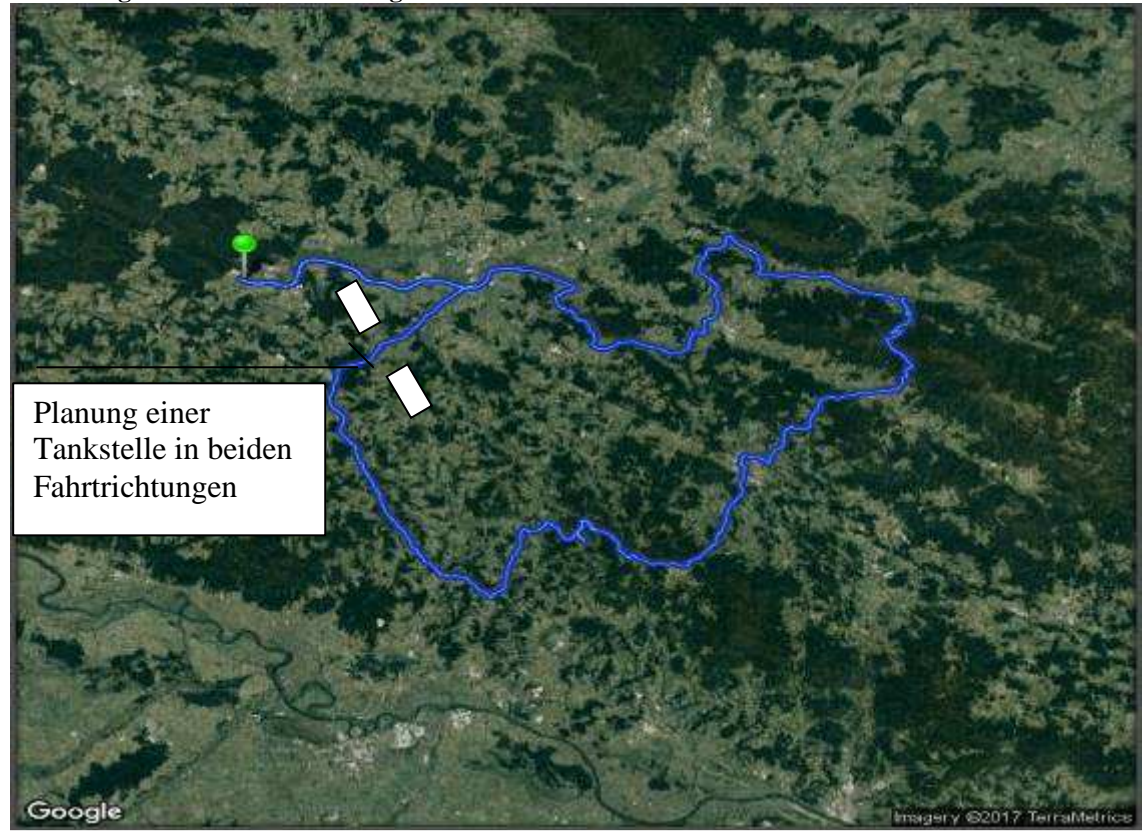 Planung einer
Tankstelle in beiden
Fahrtrichtungen
Google
Imagery ©2017 TerraMetrics